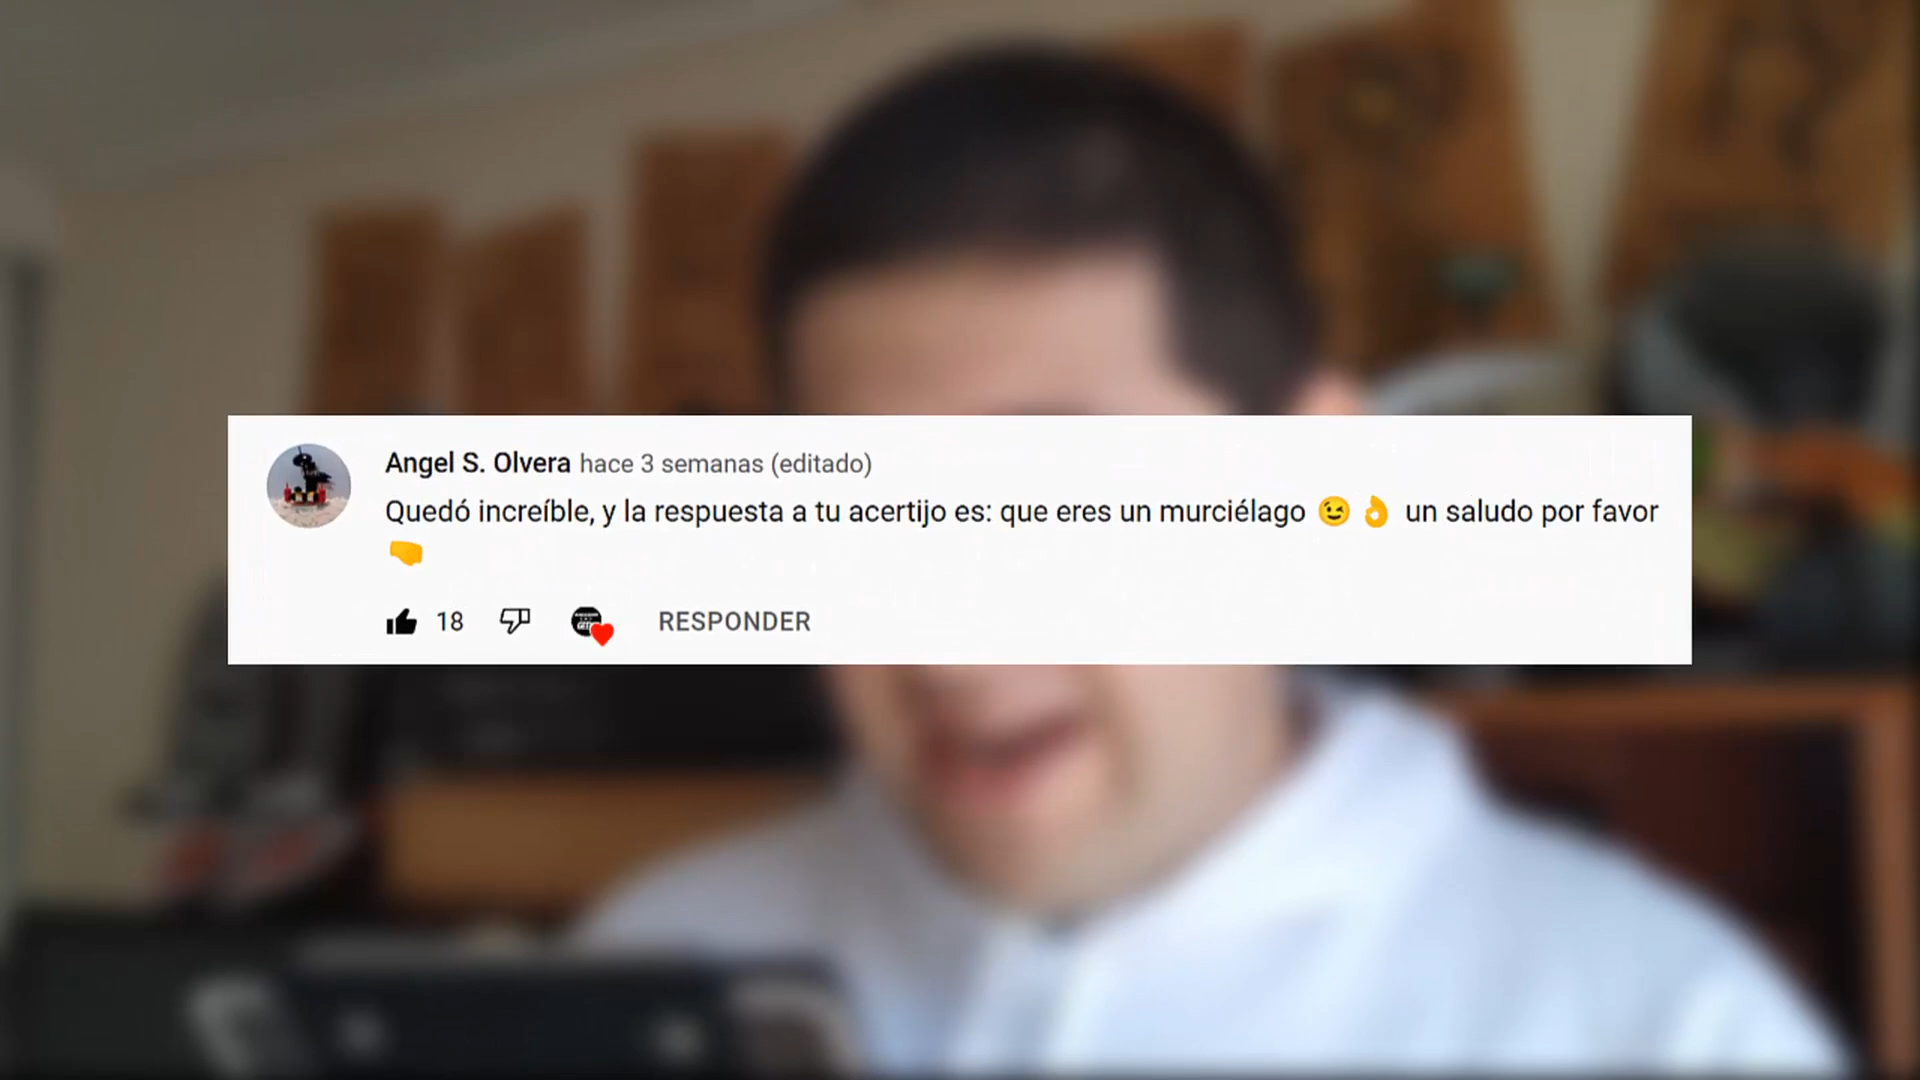 Angel S. Olvera hace 3 semanas (editado)
Quedó increíble, y la respuesta a tu acertijo es: que eres un murciélago 😉 👌 un saludo por favor
🤜
18 RESPONDER